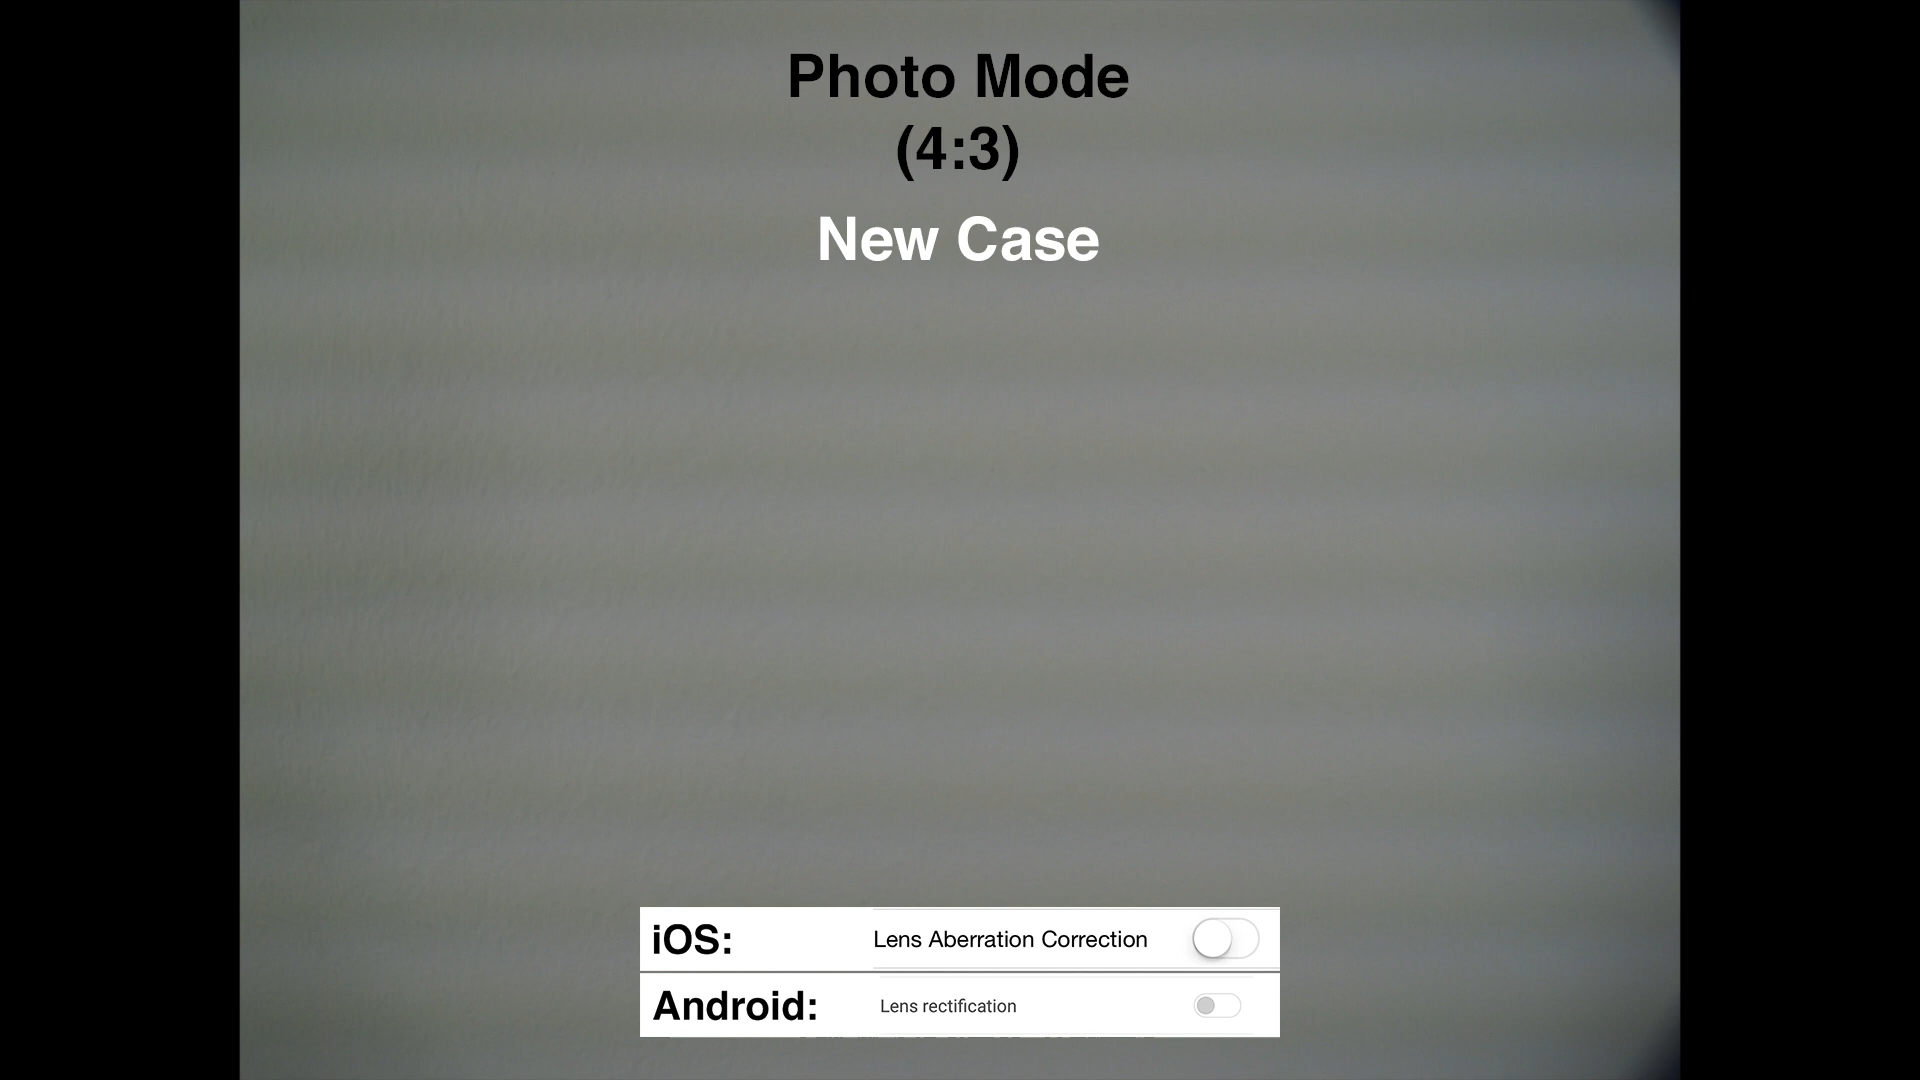 Photo Mode
(4:3)
New Case
iOS: Lens Aberration Correction
Android: Lens rectification